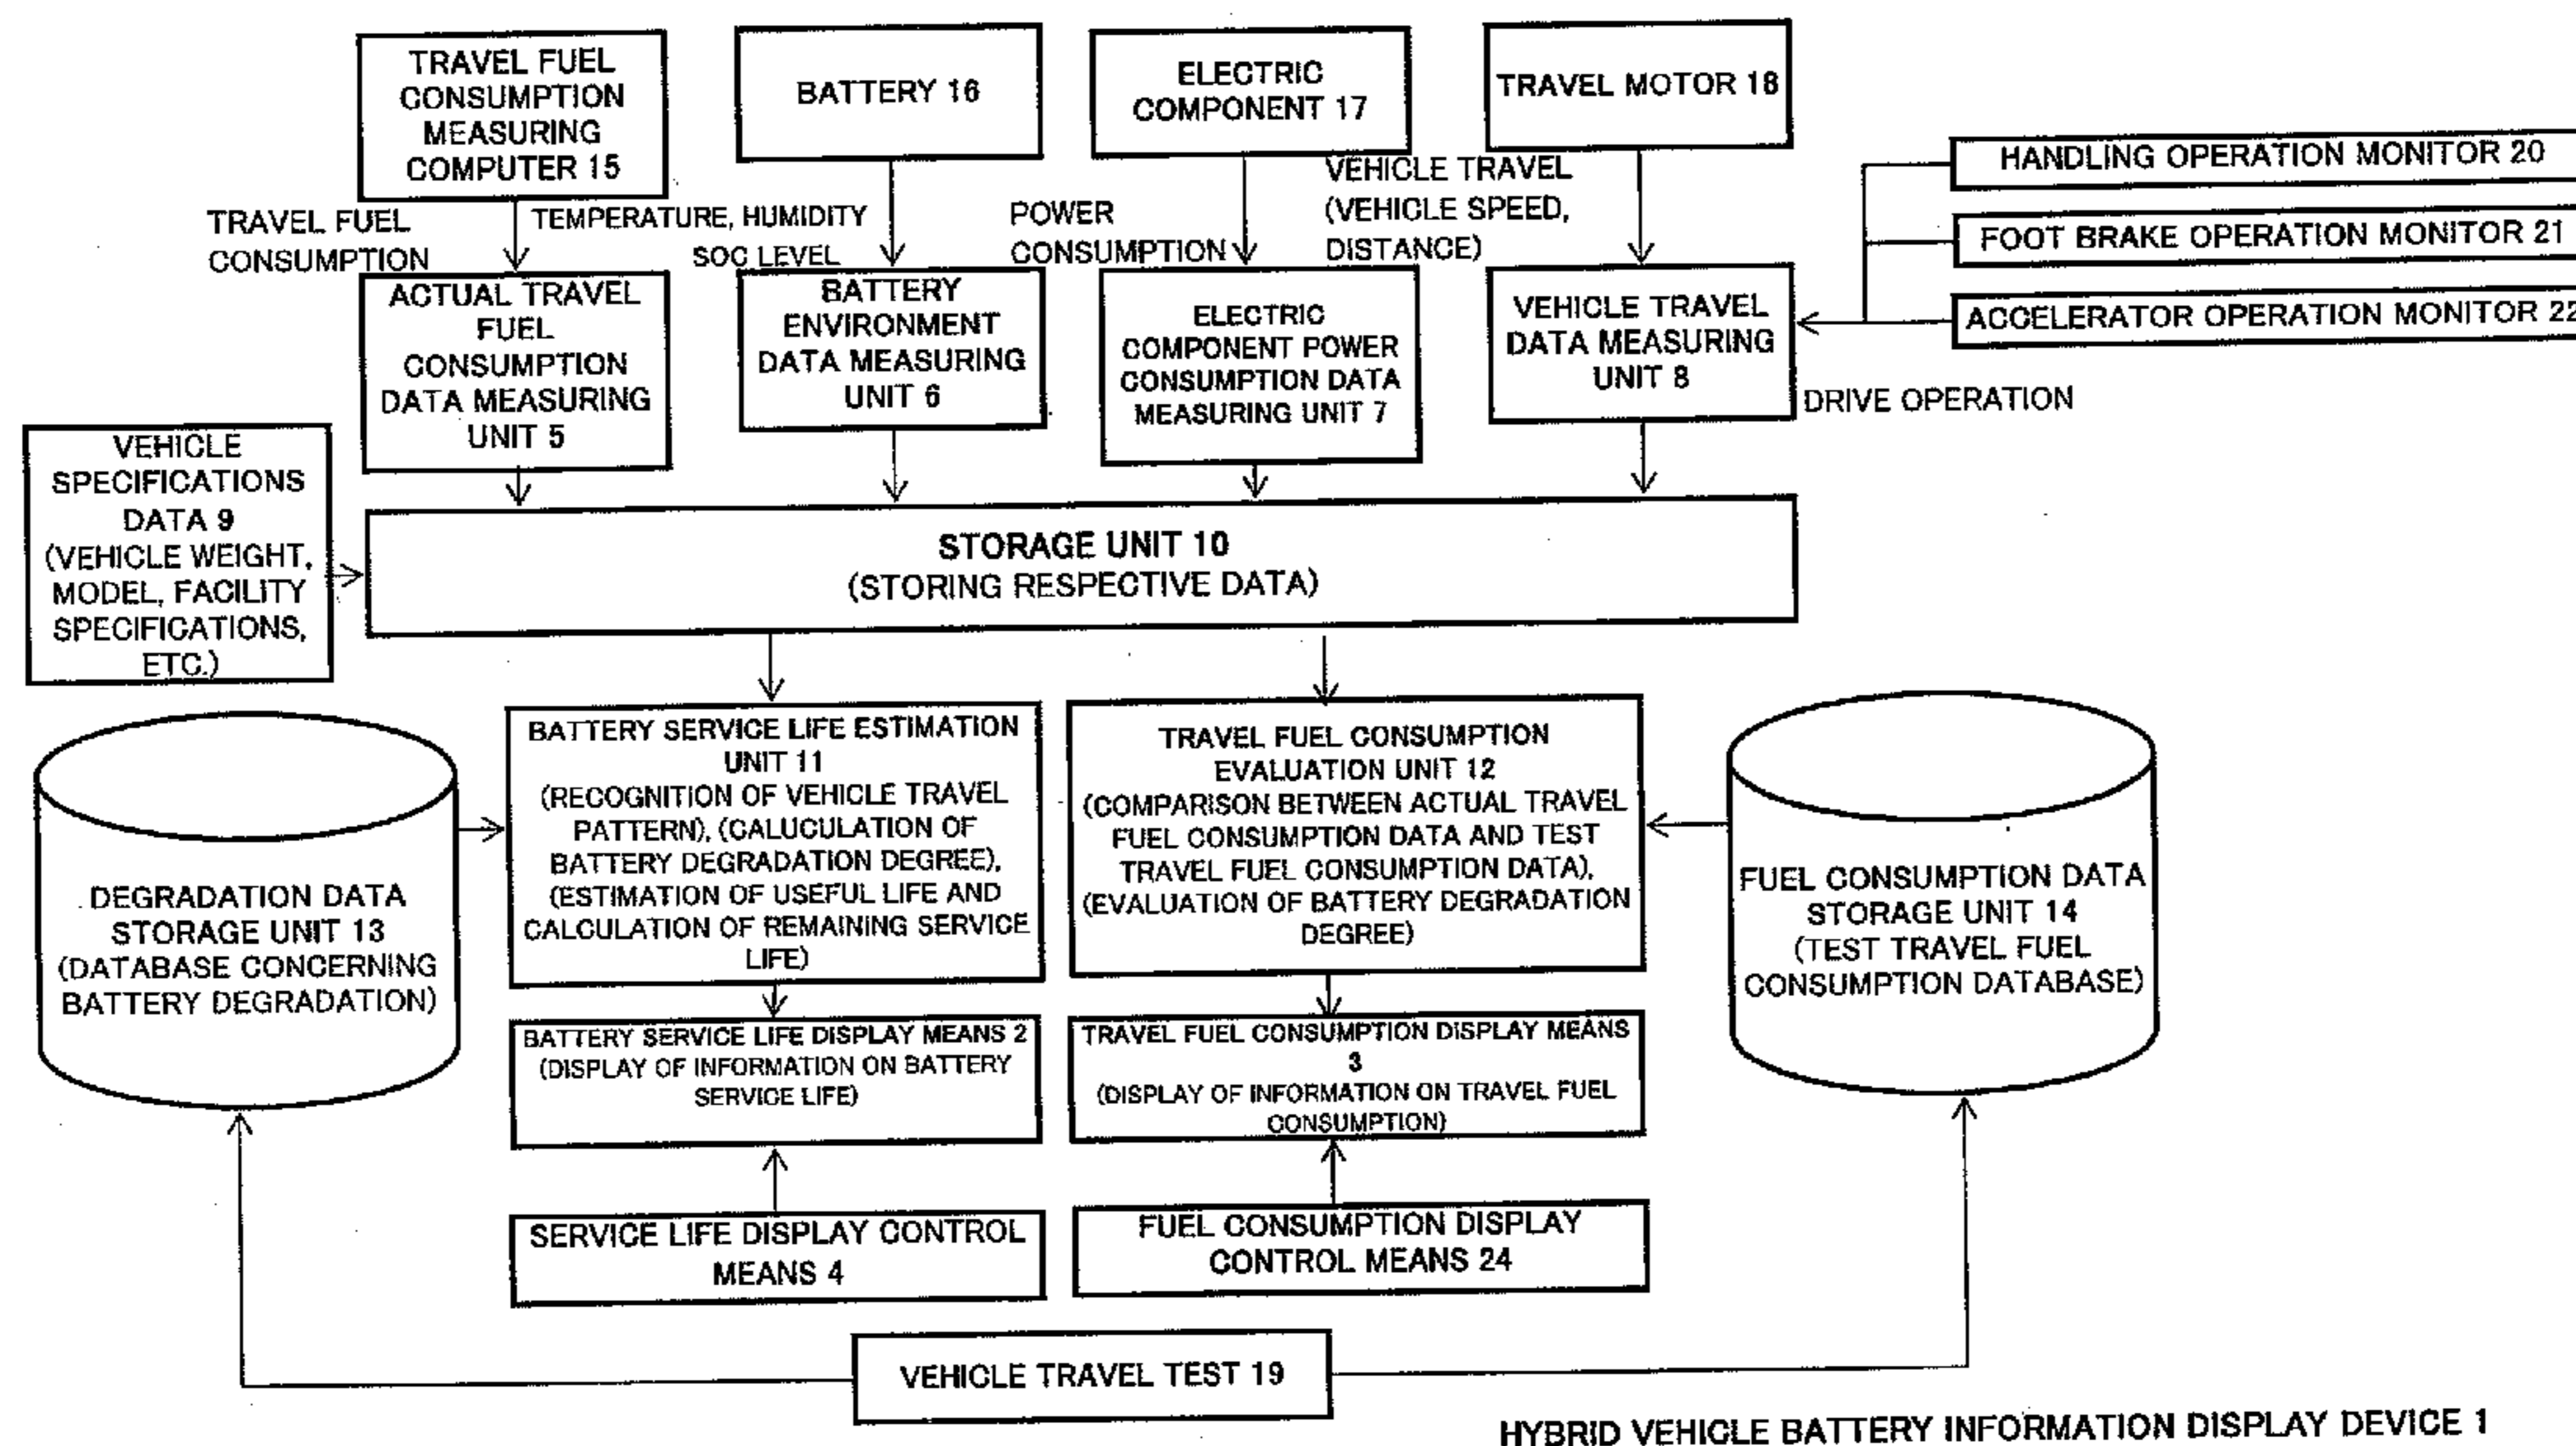 TRAVEL FUEL
CONSUMPTION
MEASURING
COMPUTER 15
BATTERY 16
ELECTRIC
COMPONENT 17
TRAVEL MOTOR 18
HANDLING OPERATION MONITOR 20
FOOT BRAKE OPERATION MONITOR 21
ACCELERATOR OPERATION MONITOR 22
TRAVEL FUEL
CONSUMPTION
TEMPERATURE, HUMIDITY
SOC LEVEL
POWER
CONSUMPTION
VEHICLE TRAVEL
(VEHICLE SPEED,
DISTANCE)
ACTUAL TRAVEL
FUEL
CONSUMPTION
DATA MEASURING
UNIT 5
BATTERY
ENVIRONMENT
DATA MEASURING
UNIT 6
ELECTRIC
COMPONENT POWER
CONSUMPTION DATA
MEASURING UNIT 7
VEHICLE TRAVEL
DATA MEASURING
UNIT 8
DRIVE OPERATION
VEHICLE
SPECIFICATIONS
DATA 9
(VEHICLE WEIGHT,
MODEL, FACILITY
SPECIFICATIONS,
ETC.)
STORAGE UNIT 10
(STORING RESPECTIVE DATA)
DEGRADATION DATA
STORAGE UNIT 13
(DATABASE CONCERNING
BATTERY DEGRADATION)
BATTERY SERVICE LIFE ESTIMATION
UNIT 11
(RECOGNITION OF VEHICLE TRAVEL
PATTERN), (CALUCULATION OF
BATTERY DEGRADATION DEGREE),
(ESTIMATION OF USEFUL LIFE AND
CALCULATION OF REMAINING SERVICE
LIFE)
TRAVEL FUEL CONSUMPTION
EVALUATION UNIT 12
(COMPARISON BETWEEN ACTUAL TRAVEL
FUEL CONSUMPTION DATA AND TEST
TRAVEL FUEL CONSUMPTION DATA),
(EVALUATION OF BATTERY DEGRADATION
DEGREE)
FUEL CONSUMPTION DATA
STORAGE UNIT 14
(TEST TRAVEL FUEL
CONSUMPTION DATABASE)
BATTERY SERVICE LIFE DISPLAY MEANS 2
(DISPLAY OF INFORMATION ON BATTERY
SERVICE LIFE)
TRAVEL FUEL CONSUMPTION DISPLAY MEANS
3
(DISPLAY OF INFORMATION ON TRAVEL FUEL
CONSUMPTION)
SERVICE LIFE DISPLAY CONTROL
MEANS 4
FUEL CONSUMPTION DISPLAY
CONTROL MEANS 24
VEHICLE TRAVEL TEST 19
HYBRID VEHICLE BATTERY INFORMATION DISPLAY DEVICE 1